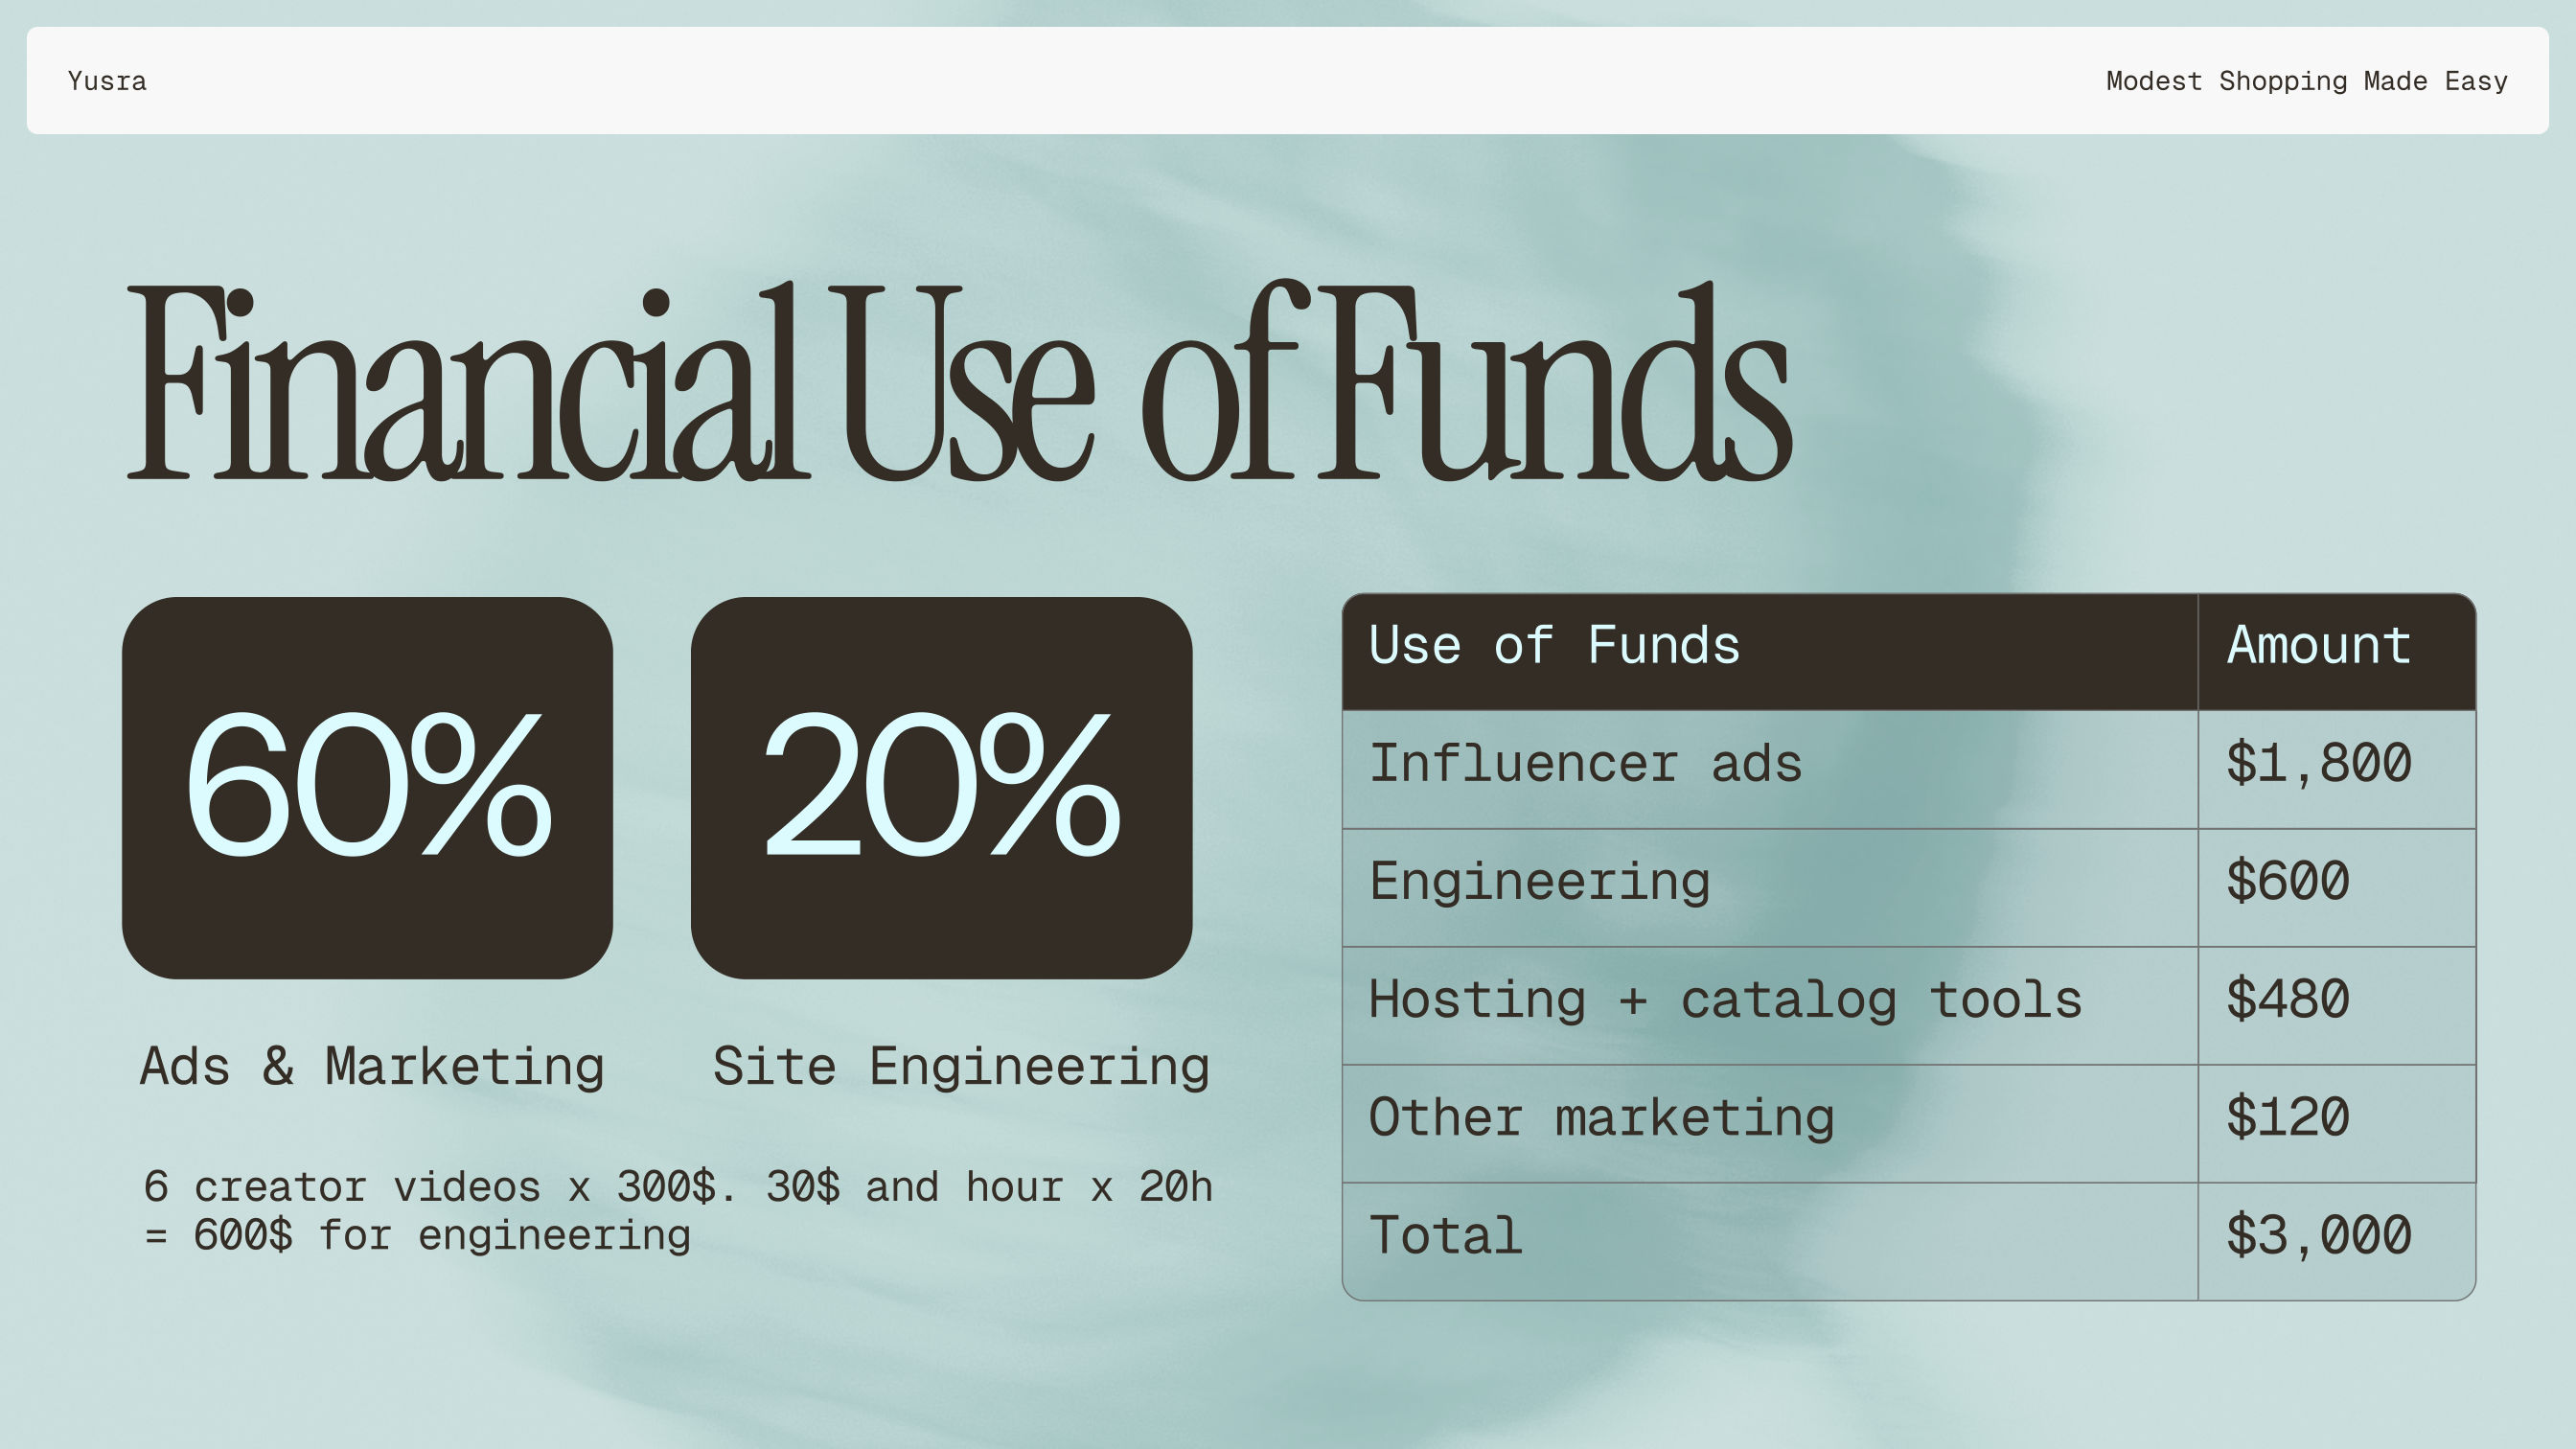 Yusra
Modest Shopping Made Easy
Financial Use of Funds
60%
20%
Ads & Marketing
Site Engineering
6 creator videos x 300$. 30$ and hour x 20h
= 600$ for engineering
Use of Funds Amount
Influencer ads $1,800
Engineering $600
Hosting + catalog tools $480
Other marketing $120
Total $3,000